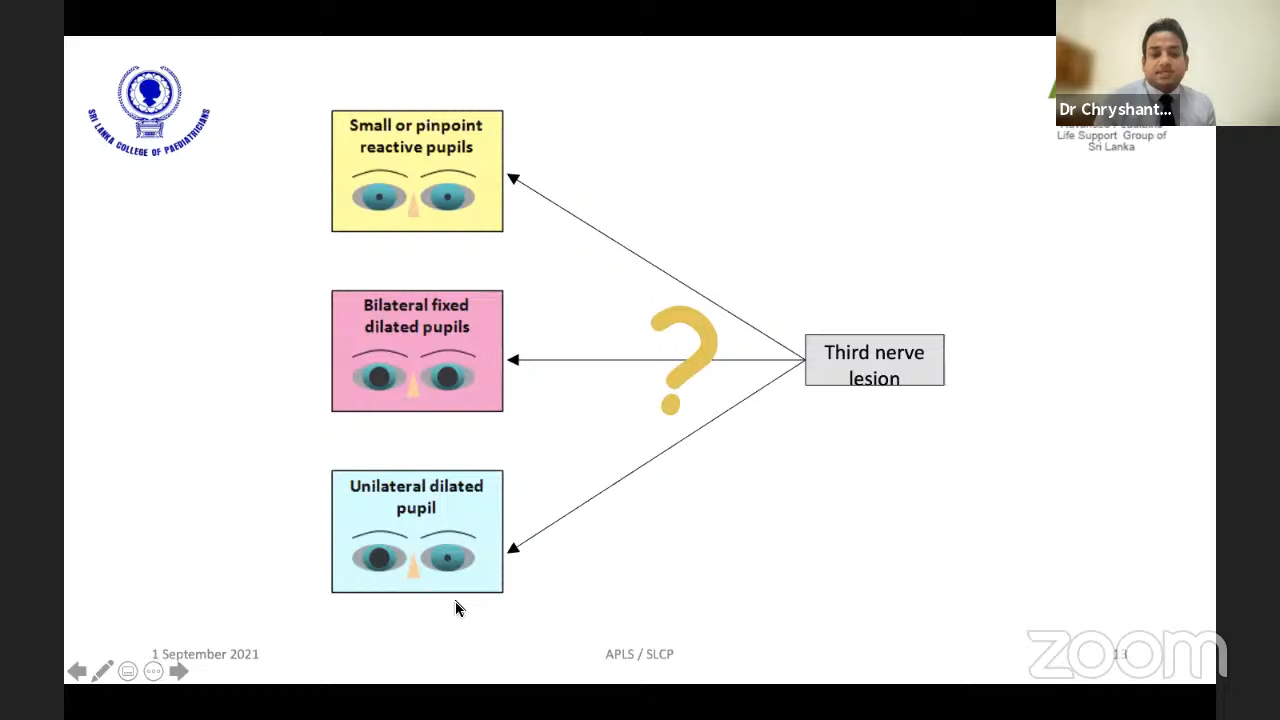 SRI LANKA COLLEGE OF PAEDIATRICIANS
Small or pinpoint
reactive pupils
Bilateral fixed
dilated pupils
Unilateral dilated
pupil
?
Third nerve
lesion
Dr Chryshant...
Life Support Group of
Sri Lanka
1 September 2021
APLS / SLCP
13
zoom